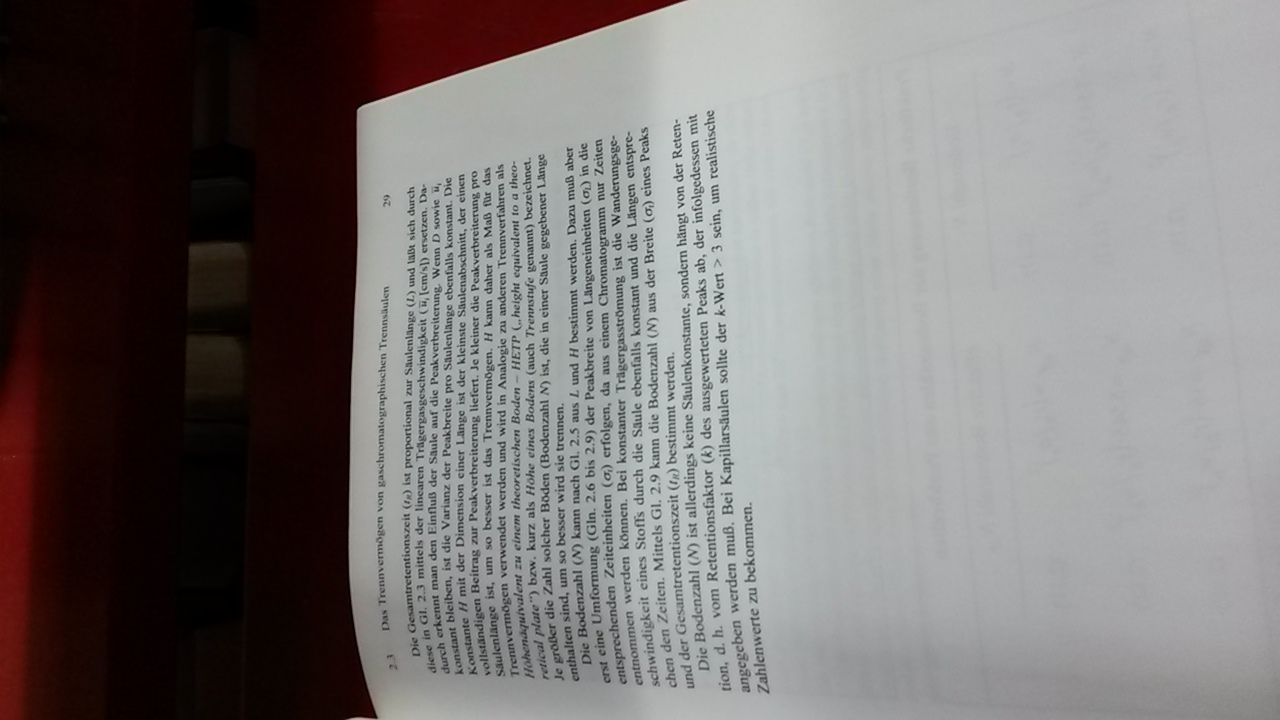 2.3 Das Trennvermögen von gaschromatographischen Trennsäulen 29
Die Gesamtretentionszeit (t_R) ist proportional zur Säulenlänge (L) und läßt sich durch
diese in Gl. 2.3 mittels der linearen Trägergasgeschwindigkeit (ū, [cm/s]) ersetzen. Da-
durch erkennt man den Einfluß der Säule auf die Peakverbreiterung. Wenn D sowie ū,
konstant bleiben, ist die Varianz der Peakbreite pro Säulenlänge ebenfalls konstant. Die
Konstante H mit der Dimension einer Länge ist der kleinste Säulenabschnitt, der einen
vollständigen Beitrag zur Peakverbreiterung liefert. Je kleiner die Peakverbreiterung pro
Säulenlänge ist, um so besser ist das Trennvermögen. H kann daher als Maß für das
Trennvermögen verwendet werden und wird in Analogie zu anderen Trennverfahren als
Höhenäquivalent zu einem theoretischen Boden – HETP („height equivalent to a theo-
retical plate") bzw. kurz als Höhe eines Bodens (auch Trennstufe genannt) bezeichnet.
Je größer die Zahl solcher Böden (Bodenzahl N) ist, die in einer Säule gegebener Länge
enthalten sind, um so besser wird sie trennen.
Die Bodenzahl (N) kann nach Gl. 2.5 aus L und H bestimmt werden. Dazu muß aber
erst eine Umformung (Gln. 2.6 bis 2.9) der Peakbreite von Längeneinheiten (σ_L) in die
entsprechenden Zeiteinheiten (σ_t) erfolgen, da aus einem Chromatogramm nur Zeiten
entnommen werden können. Bei konstanter Trägergasströmung ist die Wanderungsge-
schwindigkeit eines Stoffs durch die Säule ebenfalls konstant und die Längen entspre-
chen den Zeiten. Mittels Gl. 2.9 kann die Bodenzahl (N) aus der Breite (σ_t) eines Peaks
und der Gesamtretentionszeit (t_R) bestimmt werden.
Die Bodenzahl (N) ist allerdings keine Säulenkonstante, sondern hängt von der Reten-
tion, d. h. vom Retentionsfaktor (k) des ausgewerteten Peaks ab, der infolgedessen mit
angegeben werden muß. Bei Kapillarsäulen sollte der k-Wert > 3 sein, um realistische
Zahlenwerte zu bekommen.